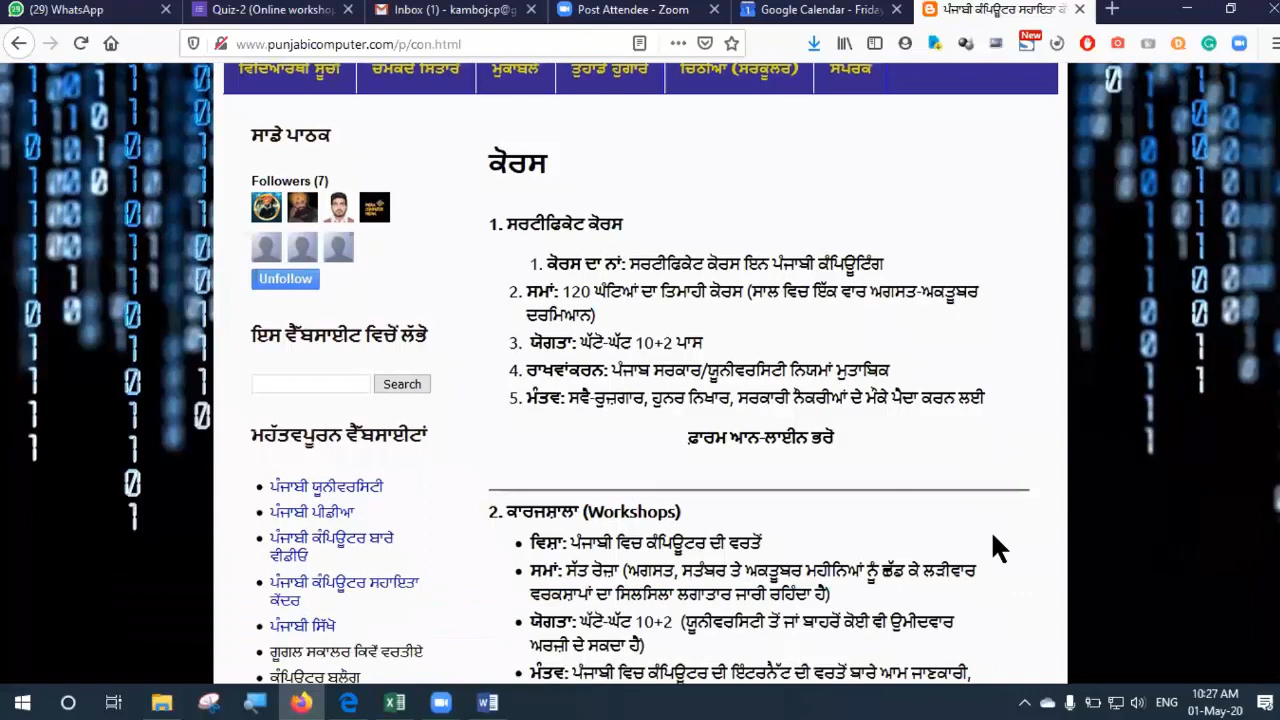 (29) WhatsApp
Quiz-2 (Online worksho
Inbox (1) - kambojcp@g
Post Attendee - Zoom
Google Calendar - Friday
ਪੰਜਾਬੀ ਕੰਪਿਊਟਰ ਸਹਾਇਤਾ ਕੇ
www.punjabicomputer.com/p/con.html
New
ਵਿਦਿਆਰਥੀ ਸੂਚੀ
ਚਮਕਦੇ ਸਿਤਾਰੇ
ਮੁਕਾਬਲੇ
ਤੁਹਾਡੇ ਹੁੰਗਾਰੇ
ਚਿੱਠੀਆਂ (ਸਰਕੂਲਰ)
ਸੰਪਰਕ
ਸਾਡੇ ਪਾਠਕ
Followers (7)
Unfollow
ਇਸ ਵੈੱਬਸਾਈਟ ਵਿਚੋਂ ਲੱਭੋ
Search
ਮਹੱਤਵਪੂਰਨ ਵੈੱਬਸਾਈਟਾਂ
ਪੰਜਾਬੀ ਯੂਨੀਵਰਸਿਟੀ
ਪੰਜਾਬੀ ਪੀਡੀਆ
ਪੰਜਾਬੀ ਕੰਪਿਊਟਰ ਬਾਰੇ
ਵੀਡੀਓ
ਪੰਜਾਬੀ ਕੰਪਿਊਟਰ ਸਹਾਇਤਾ
ਕੇਂਦਰ
ਪੰਜਾਬੀ ਸਿੱਖੋ
ਗੂਗਲ ਸਕਾਲਰ ਕਿਵੇਂ ਵਰਤੀਏ
ਕੰਪਿਊਟਰ ਬਲੌਗ
ਕੋਰਸ
1. ਸਰਟੀਫਿਕੇਟ ਕੋਰਸ
1. ਕੋਰਸ ਦਾ ਨਾਂ: ਸਰਟੀਫਿਕੇਟ ਕੋਰਸ ਇਨ ਪੰਜਾਬੀ ਕੰਪਿਊਟਿੰਗ
2. ਸਮਾਂ: 120 ਘੰਟਿਆਂ ਦਾ ਤਿਮਾਹੀ ਕੋਰਸ (ਸਾਲ ਵਿਚ ਇੱਕ ਵਾਰ ਅਗਸਤ-ਅਕਤੂਬਰ
ਦਰਮਿਆਨ)
3. ਯੋਗਤਾ: ਘੱਟੋ-ਘੱਟ 10+2 ਪਾਸ
4. ਰਾਖਵਾਂਕਰਨ: ਪੰਜਾਬ ਸਰਕਾਰ/ਯੂਨੀਵਰਸਿਟੀ ਨਿਯਮਾਂ ਮੁਤਾਬਿਕ
5. ਮੰਤਵ: ਸਵੈ-ਰੁਜ਼ਗਾਰ, ਹੁਨਰ ਨਿਖਾਰ, ਸਰਕਾਰੀ ਨੌਕਰੀਆਂ ਦੇ ਮੌਕੇ ਪੈਦਾ ਕਰਨ ਲਈ
ਫ਼ਾਰਮ ਆਨ-ਲਾਈਨ ਭਰੋ
2. ਕਾਰਜਸ਼ਾਲਾ (Workshops)
ਵਿਸ਼ਾ: ਪੰਜਾਬੀ ਵਿਚ ਕੰਪਿਊਟਰ ਦੀ ਵਰਤੋਂ
ਸਮਾਂ: ਸੱਤ ਰੋਜ਼ਾ (ਅਗਸਤ, ਸਤੰਬਰ ਤੇ ਅਕਤੂਬਰ ਮਹੀਨਿਆਂ ਨੂੰ ਛੱਡ ਕੇ ਲੜੀਵਾਰ
ਵਰਕਸ਼ਾਪਾਂ ਦਾ ਸਿਲਸਿਲਾ ਲਗਾਤਾਰ ਜਾਰੀ ਰਹਿੰਦਾ ਹੈ)
ਯੋਗਤਾ: ਘੱਟੋ-ਘੱਟ 10+2 (ਯੂਨੀਵਰਸਿਟੀ ਤੋਂ ਜਾਂ ਬਾਹਰੋਂ ਕੋਈ ਵੀ ਉਮੀਦਵਾਰ
ਅਰਜ਼ੀ ਦੇ ਸਕਦਾ ਹੈ)
ਮੰਤਵ: ਪੰਜਾਬੀ ਵਿਚ ਕੰਪਿਊਟਰ ਦੀ ਇੰਟਰਨੈੱਟ ਦੀ ਵਰਤੋਂ ਬਾਰੇ ਆਮ ਜਾਣਕਾਰੀ,
ENG
10:27 AM
01-May-20